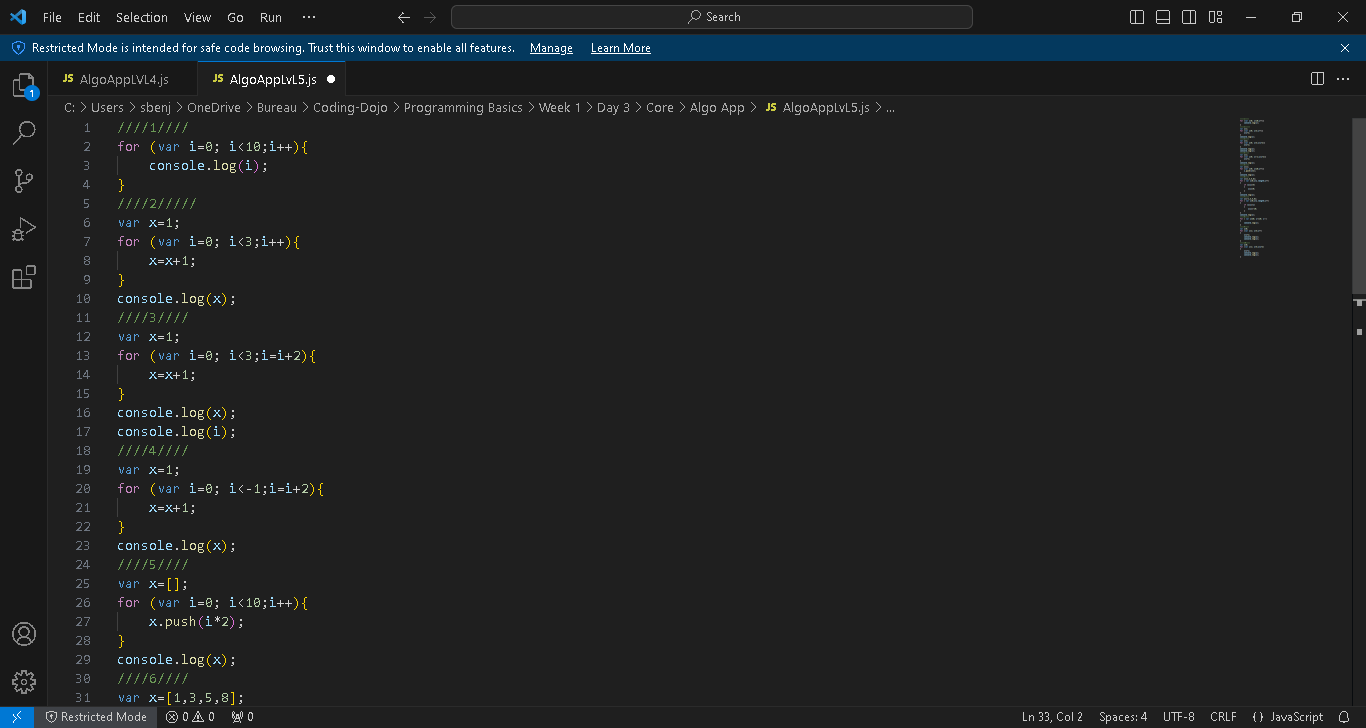 File Edit Selection View Go Run ··· Search
Restricted Mode is intended for safe code browsing. Trust this window to enable all features. Manage Learn More
JS AlgoAppLVL4.js JS AlgoAppLvL5.js
C: > Users > sbenj > OneDrive > Bureau > Coding-Dojo > Programming Basics > Week 1 > Day 3 > Core > Algo App > JS AlgoAppLvL5.js > ...
1
1 ////1////
2 for (var i=0; i<10;i++){
3     console.log(i);
4 }
5 ////2/////
6 var x=1;
7 for (var i=0; i<3;i++){
8     x=x+1;
9 }
10 console.log(x);
11 ////3////
12 var x=1;
13 for (var i=0; i<3;i=i+2){
14     x=x+1;
15 }
16 console.log(x);
17 console.log(i);
18 ////4////
19 var x=1;
20 for (var i=0; i<-1;i=i+2){
21     x=x+1;
22 }
23 console.log(x);
24 ////5////
25 var x=[];
26 for (var i=0; i<10;i++){
27     x.push(i*2);
28 }
29 console.log(x);
30 ////6////
31 var x=[1,3,5,8];
Restricted Mode 0 0 0 Ln 33, Col 2 Spaces: 4 UTF-8 CRLF {} JavaScript